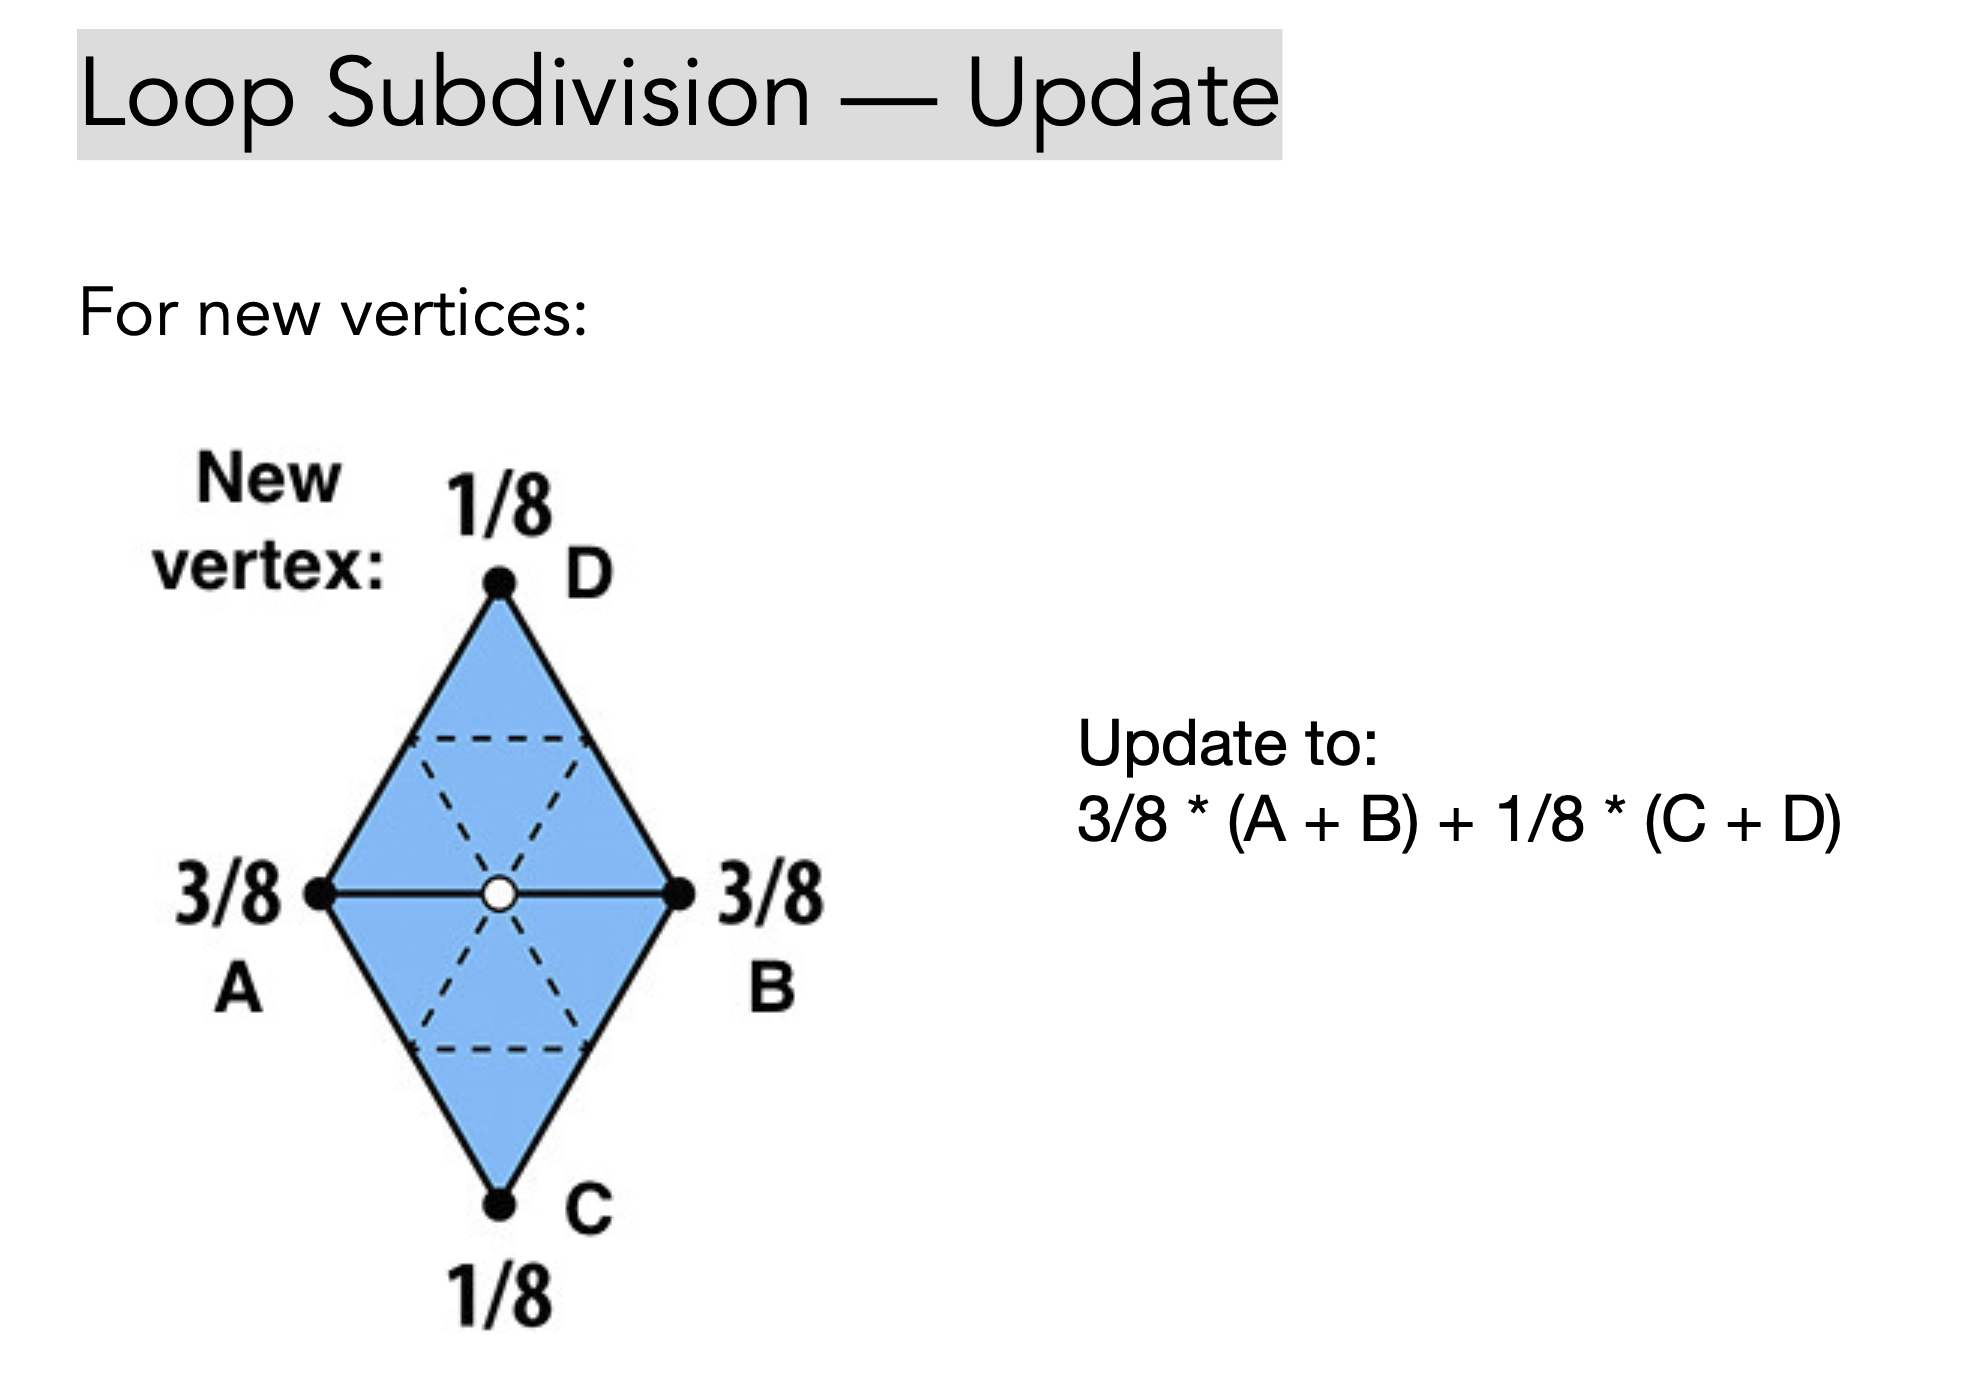 Loop Subdivision — Update
For new vertices:
New
vertex:
1/8
D
3/8
A
3/8
B
C
1/8
Update to:
3/8 * (A + B) + 1/8 * (C + D)